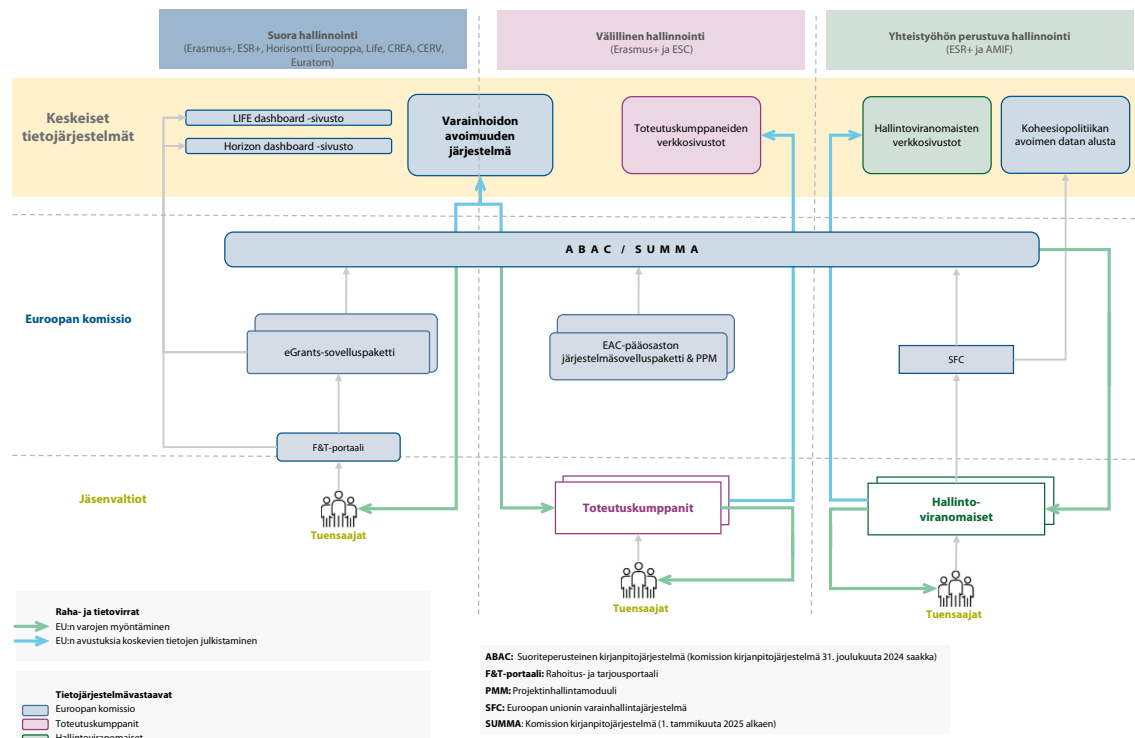 Suora hallinnointi
(Erasmus+, ESR+, Horisontti Eurooppa, Life, CREA, CERV,
Euratom)
Välillinen hallinnointi
(Erasmus+ ja ESC)
Yhteistyöhön perustuva hallinnointi
(ESR+ ja AMIF)
Keskeiset
tietojärjestelmät
LIFE dashboard -sivusto
Horizon dashboard -sivusto
Varainhoidon
avoimuuden
järjestelmä
Toteutuskumppaneiden
verkkosivustot
Hallintoviranomaisten
verkkosivustot
Koheesiopolitiikan
avoimen datan alusta
ABAC / SUMMA
Euroopan komissio
eGrants-sovelluspaketti
EAC-pääosaston
järjestelmäsovelluspaketti & PPM
SFC
F&T-portaali
Jäsenvaltiot
Tuensaajat
Toteutuskumppanit
Tuensaajat
Hallinto-
viranomaiset
Tuensaajat
Raha- ja tietovirrat
EU:n varojen myöntäminen
EU:n avustuksia koskevien tietojen julkistaminen
Tietojärjestelmävastaavat
Euroopan komissio
Toteutuskumppanit
Hallintoviranomaiset
ABAC: Suoriteperusteinen kirjanpitojärjestelmä (komission kirjanpitojärjestelmä 31. joulukuuta 2024 saakka)
F&T-portaali: Rahoitus- ja tarjousportaali
PMM: Projektinhallintamoduuli
SFC: Euroopan unionin varainhallintajärjestelmä
SUMMA: Komission kirjanpitojärjestelmä (1. tammikuuta 2025 alkaen)